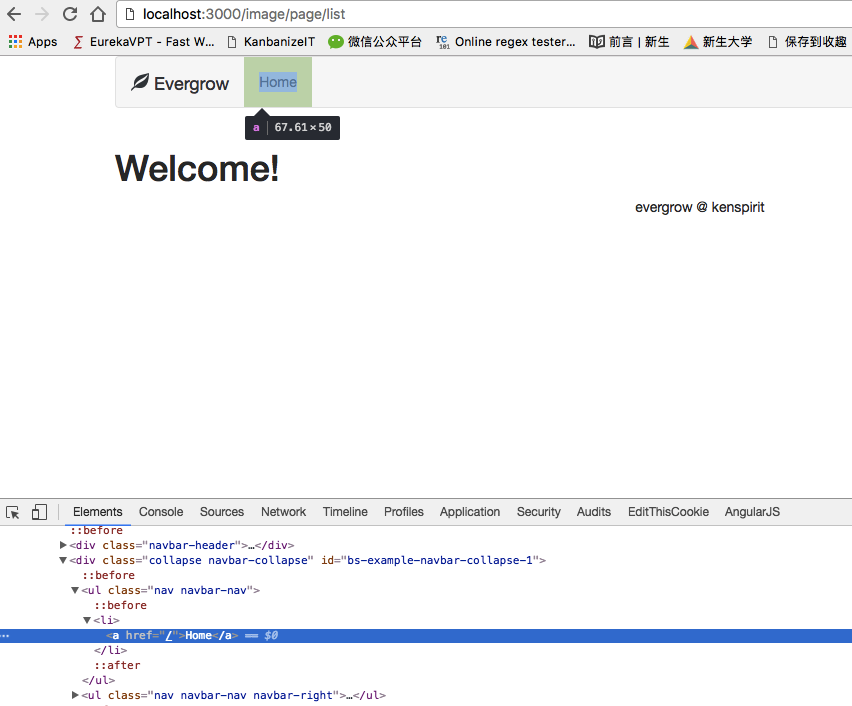 localhost:3000/image/page/list
Apps EurekaVPT - Fast W... KanbanizeIT 微信公众平台 re 101 Online regex tester... 前言 | 新生 新生大学 保存到收趣
Evergrow Home
a 67.61×50
Welcome!
evergrow @ kenspirit
Elements Console Sources Network Timeline Profiles Application Security Audits EditThisCookie AngularJS
::before
<div class="navbar-header">…</div>
<div class="collapse navbar-collapse" id="bs-example-navbar-collapse-1">
::before
<ul class="nav navbar-nav">
::before
<li>
<a href="/">Home</a> == $0
</li>
::after
</ul>
<ul class="nav navbar-nav navbar-right">…</ul>